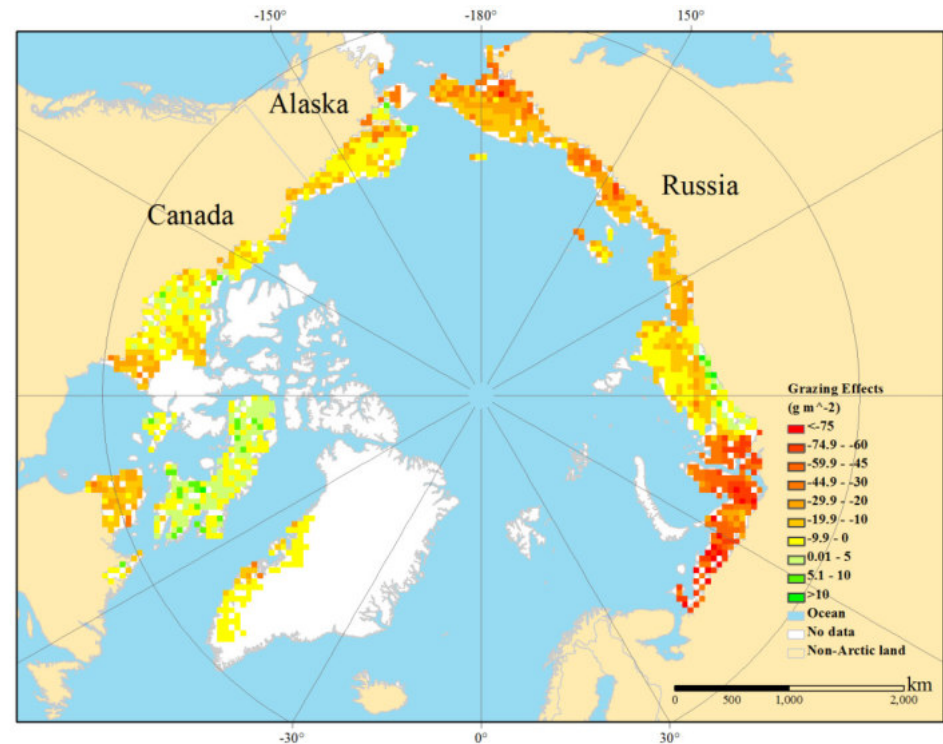 -150°
-180°
150°
Alaska
Russia
Canada
Grazing Effects
(g m^-2)
<-75
-74.9 - -60
-59.9 - -45
-44.9 - -30
-29.9 - -20
-19.9 - -10
-9.9 - 0
0.01 - 5
5.1 - 10
>10
Ocean
No data
Non-Arctic land
km
0 500 1,000 2,000
-30°
0°
30°